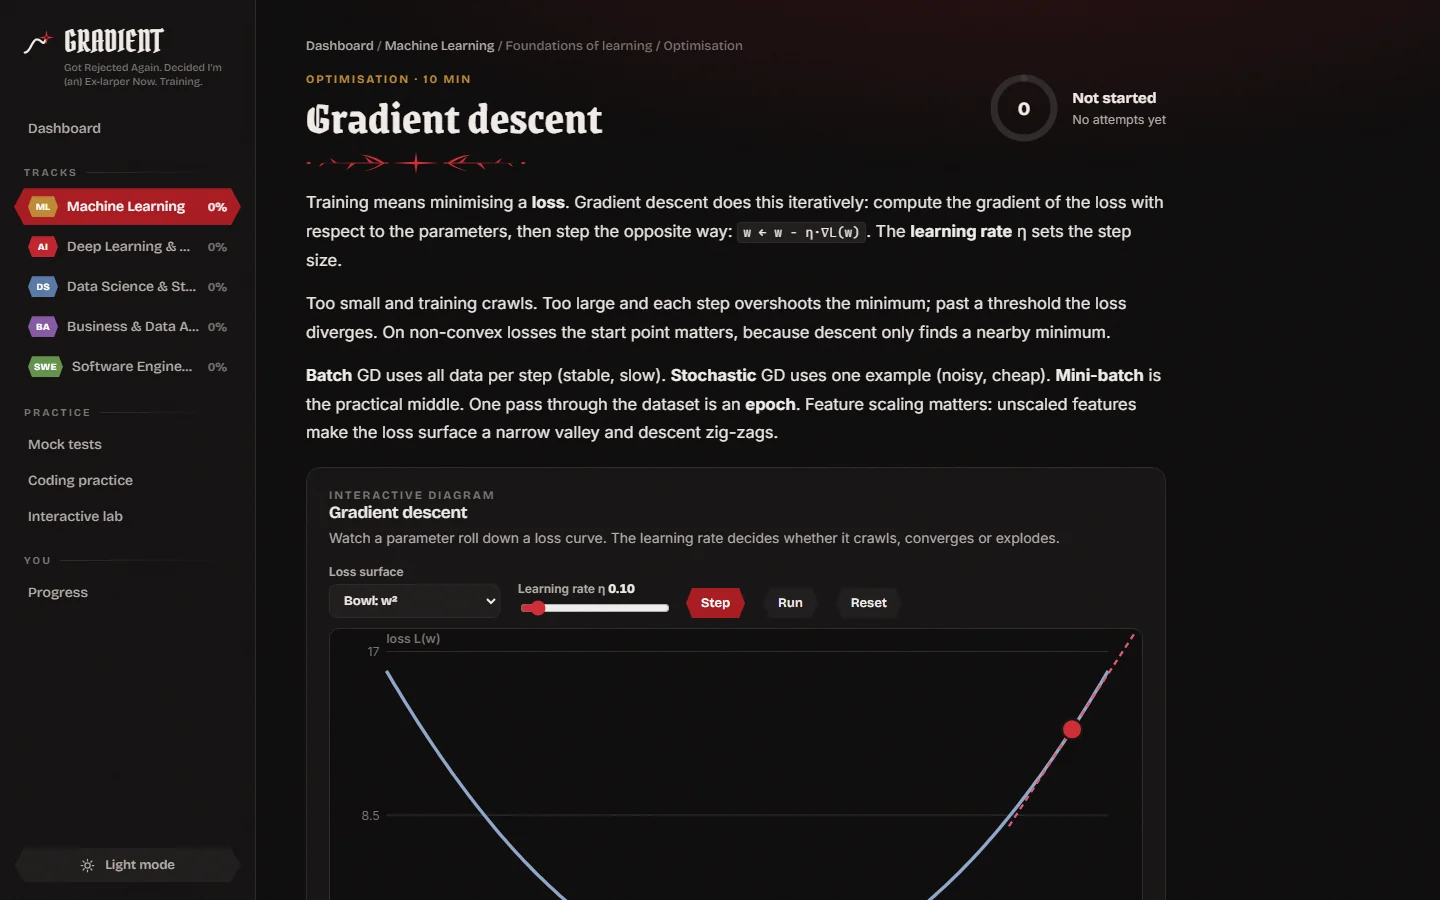 GRADIENT
Got Rejected Again. Decided I'm
(an) Ex-larper Now. Training.
Dashboard
TRACKS
ML Machine Learning 0%
AI Deep Learning & ... 0%
DS Data Science & St... 0%
BA Business & Data A... 0%
SWE Software Engine... 0%
PRACTICE
Mock tests
Coding practice
Interactive lab
YOU
Progress
Light mode
Dashboard / Machine Learning / Foundations of learning / Optimisation
OPTIMISATION · 10 MIN
Gradient descent
0
Not started
No attempts yet
Training means minimising a loss. Gradient descent does this iteratively: compute the gradient of the loss with
respect to the parameters, then step the opposite way: w ← w - η·∇L(w). The learning rate η sets the step
size.
Too small and training crawls. Too large and each step overshoots the minimum; past a threshold the loss
diverges. On non-convex losses the start point matters, because descent only finds a nearby minimum.
Batch GD uses all data per step (stable, slow). Stochastic GD uses one example (noisy, cheap). Mini-batch is
the practical middle. One pass through the dataset is an epoch. Feature scaling matters: unscaled features
make the loss surface a narrow valley and descent zig-zags.
INTERACTIVE DIAGRAM
Gradient descent
Watch a parameter roll down a loss curve. The learning rate decides whether it crawls, converges or explodes.
Loss surface
Bowl: w²
Learning rate η 0.10
Step
Run
Reset
loss L(w)
17
8.5